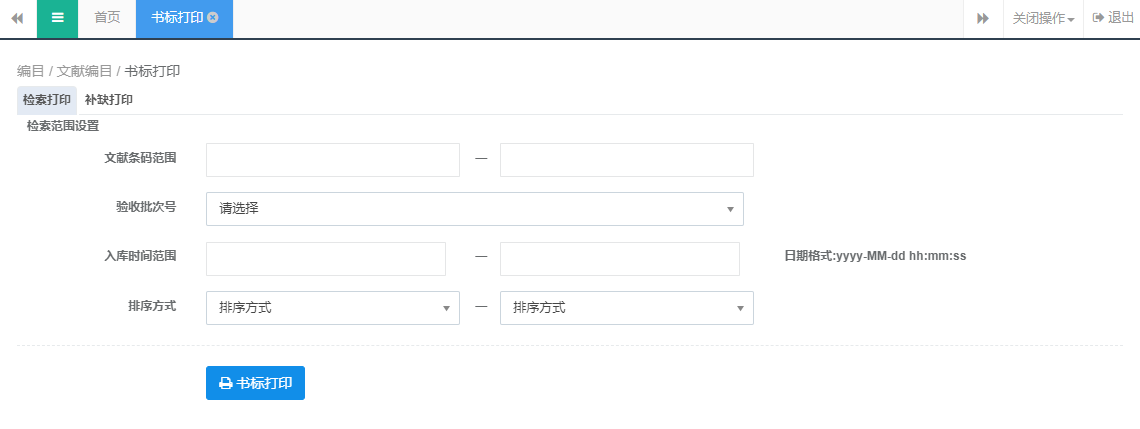 首页 书标打印 关闭操作 退出
编目 / 文献编目 / 书标打印
检索打印 补缺打印
检索范围设置
文献条码范围 —
验收批次号 请选择
入库时间范围 — 日期格式:yyyy-MM-dd hh:mm:ss
排序方式 排序方式 — 排序方式
书标打印